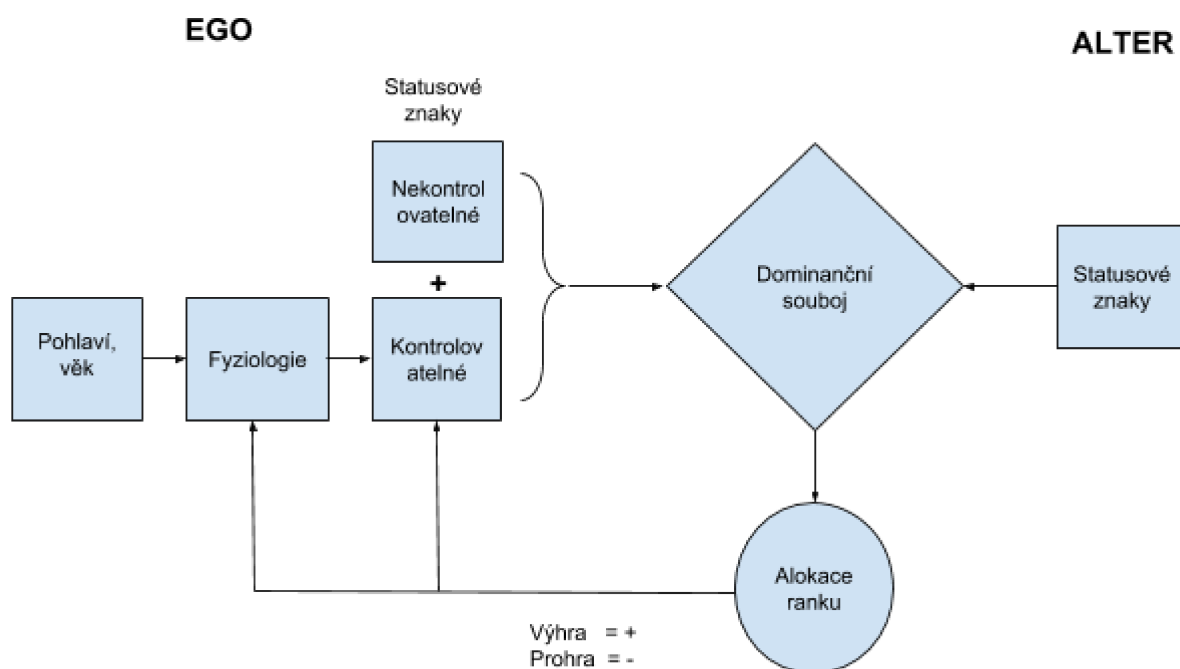 EGO
ALTER
Statusové
znaky
Nekontrol
ovatelné
+
Kontrolov
atelné
Pohlaví,
věk
Fyziologie
Dominanční
souboj
Statusové
znaky
Alokace
ranku
Výhra = +
Prohra = -